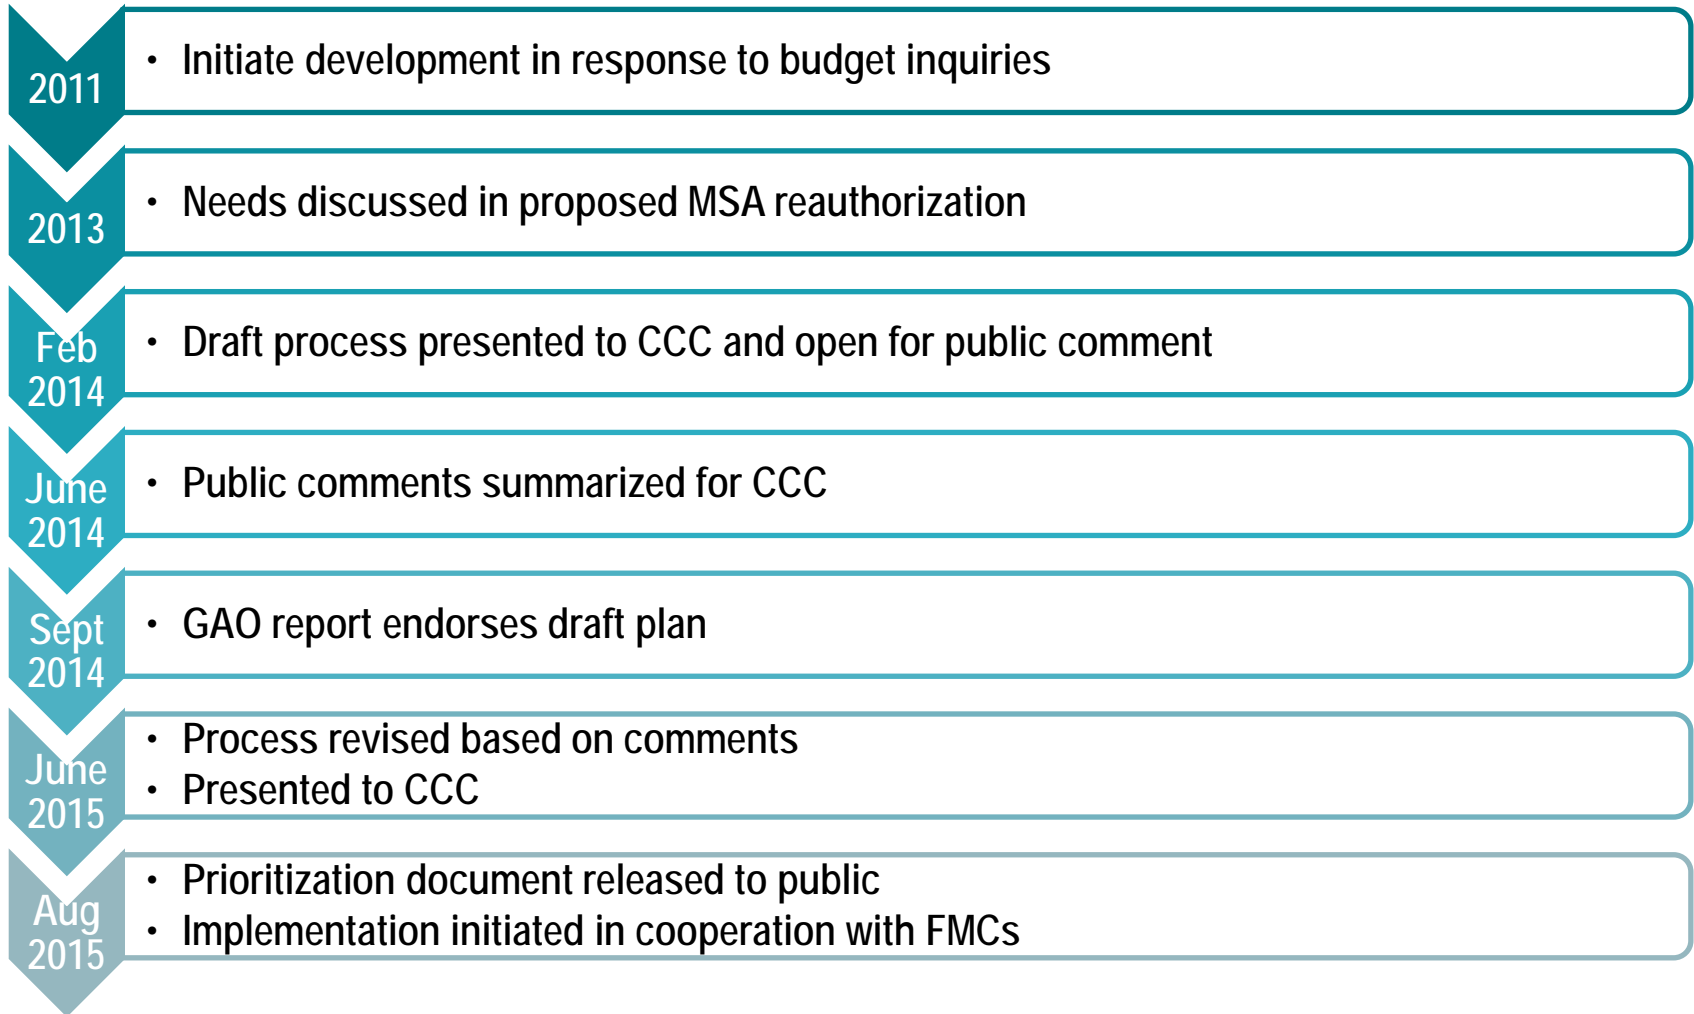 2011
• Initiate development in response to budget inquiries
2013
• Needs discussed in proposed MSA reauthorization
Feb
2014
• Draft process presented to CCC and open for public comment
June
2014
• Public comments summarized for CCC
Sept
2014
• GAO report endorses draft plan
June
2015
• Process revised based on comments
• Presented to CCC
Aug
2015
• Prioritization document released to public
• Implementation initiated in cooperation with FMCs